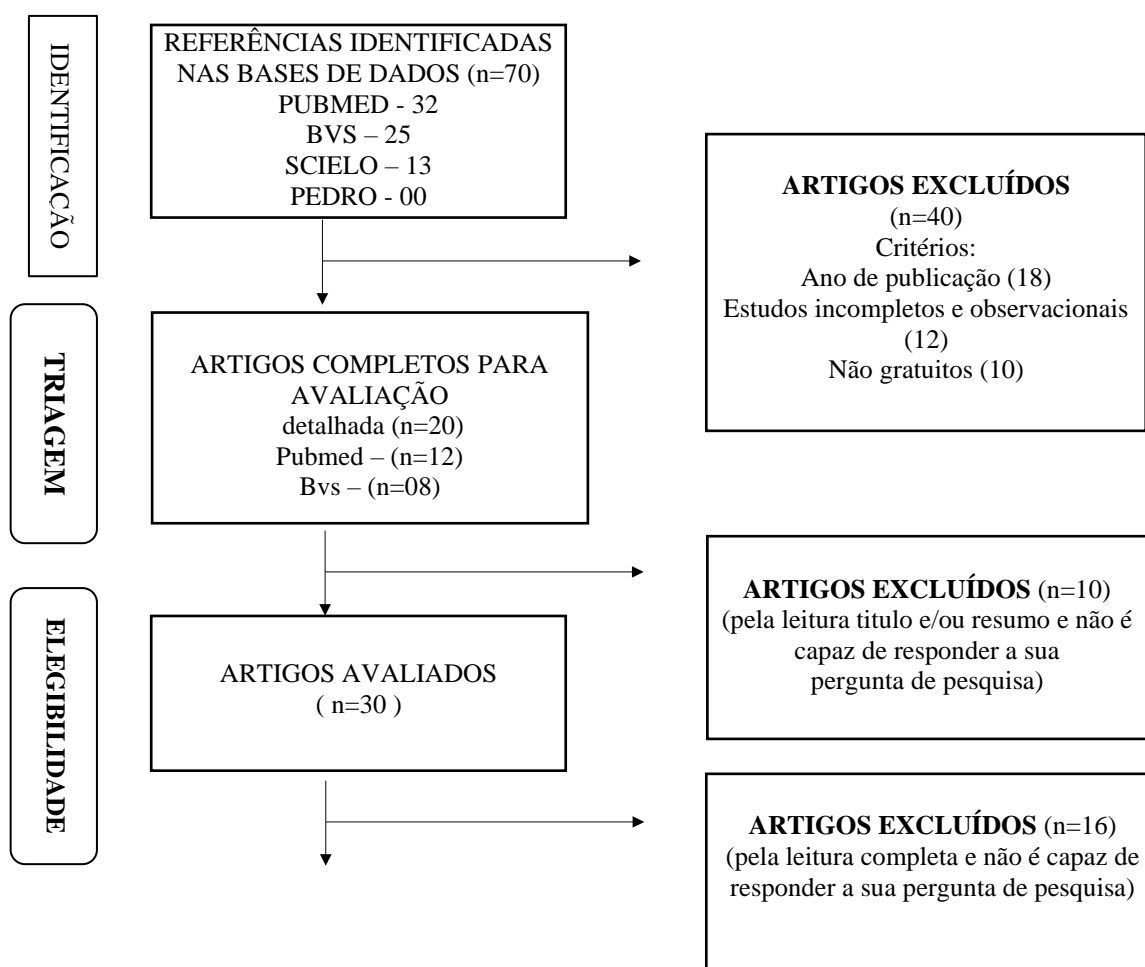 IDENTIFICAÇÃO
REFERÊNCIAS IDENTIFICADAS
NAS BASES DE DADOS (n=70)
PUBMED - 32
BVS – 25
SCIELO – 13
PEDRO - 00
ARTIGOS EXCLUÍDOS
(n=40)
Critérios:
Ano de publicação (18)
Estudos incompletos e observacionais
(12)
Não gratuitos (10)
TRIAGEM
ARTIGOS COMPLETOS PARA
AVALIAÇÃO
detalhada (n=20)
Pubmed – (n=12)
Bvs – (n=08)
ARTIGOS EXCLUÍDOS (n=10)
(pela leitura titulo e/ou resumo e não é
capaz de responder a sua
pergunta de pesquisa)
ELEGIBILIDADE
ARTIGOS AVALIADOS
( n=30 )
ARTIGOS EXCLUÍDOS (n=16)
(pela leitura completa e não é capaz de
responder a sua pergunta de pesquisa)